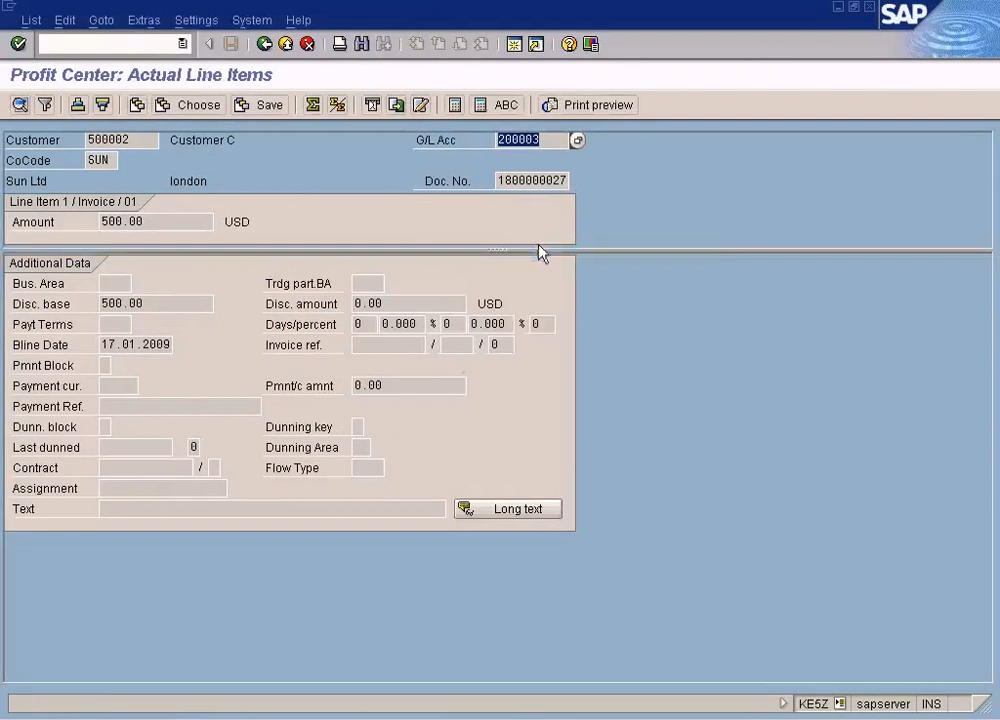 List Edit Goto Extras Settings System Help
SAP
Profit Center: Actual Line Items
Choose Save ABC Print preview
Customer 500002 Customer C G/L Acc 200003
CoCode SUN
Sun Ltd london Doc. No. 1800000027
Line Item 1 / Invoice / 01
Amount 500.00 USD
Additional Data
Bus. Area Trdg part.BA
Disc. base 500.00 Disc. amount 0.00 USD
Payt Terms Days/percent 0 0.000 % 0 0.000 % 0
Bline Date 17.01.2009 Invoice ref. / / 0
Pmnt Block
Payment cur. Pmnt/c amnt 0.00
Payment Ref.
Dunn. block Dunning key
Last dunned 0 Dunning Area
Contract / Flow Type
Assignment
Text Long text
KE5Z sapserver INS